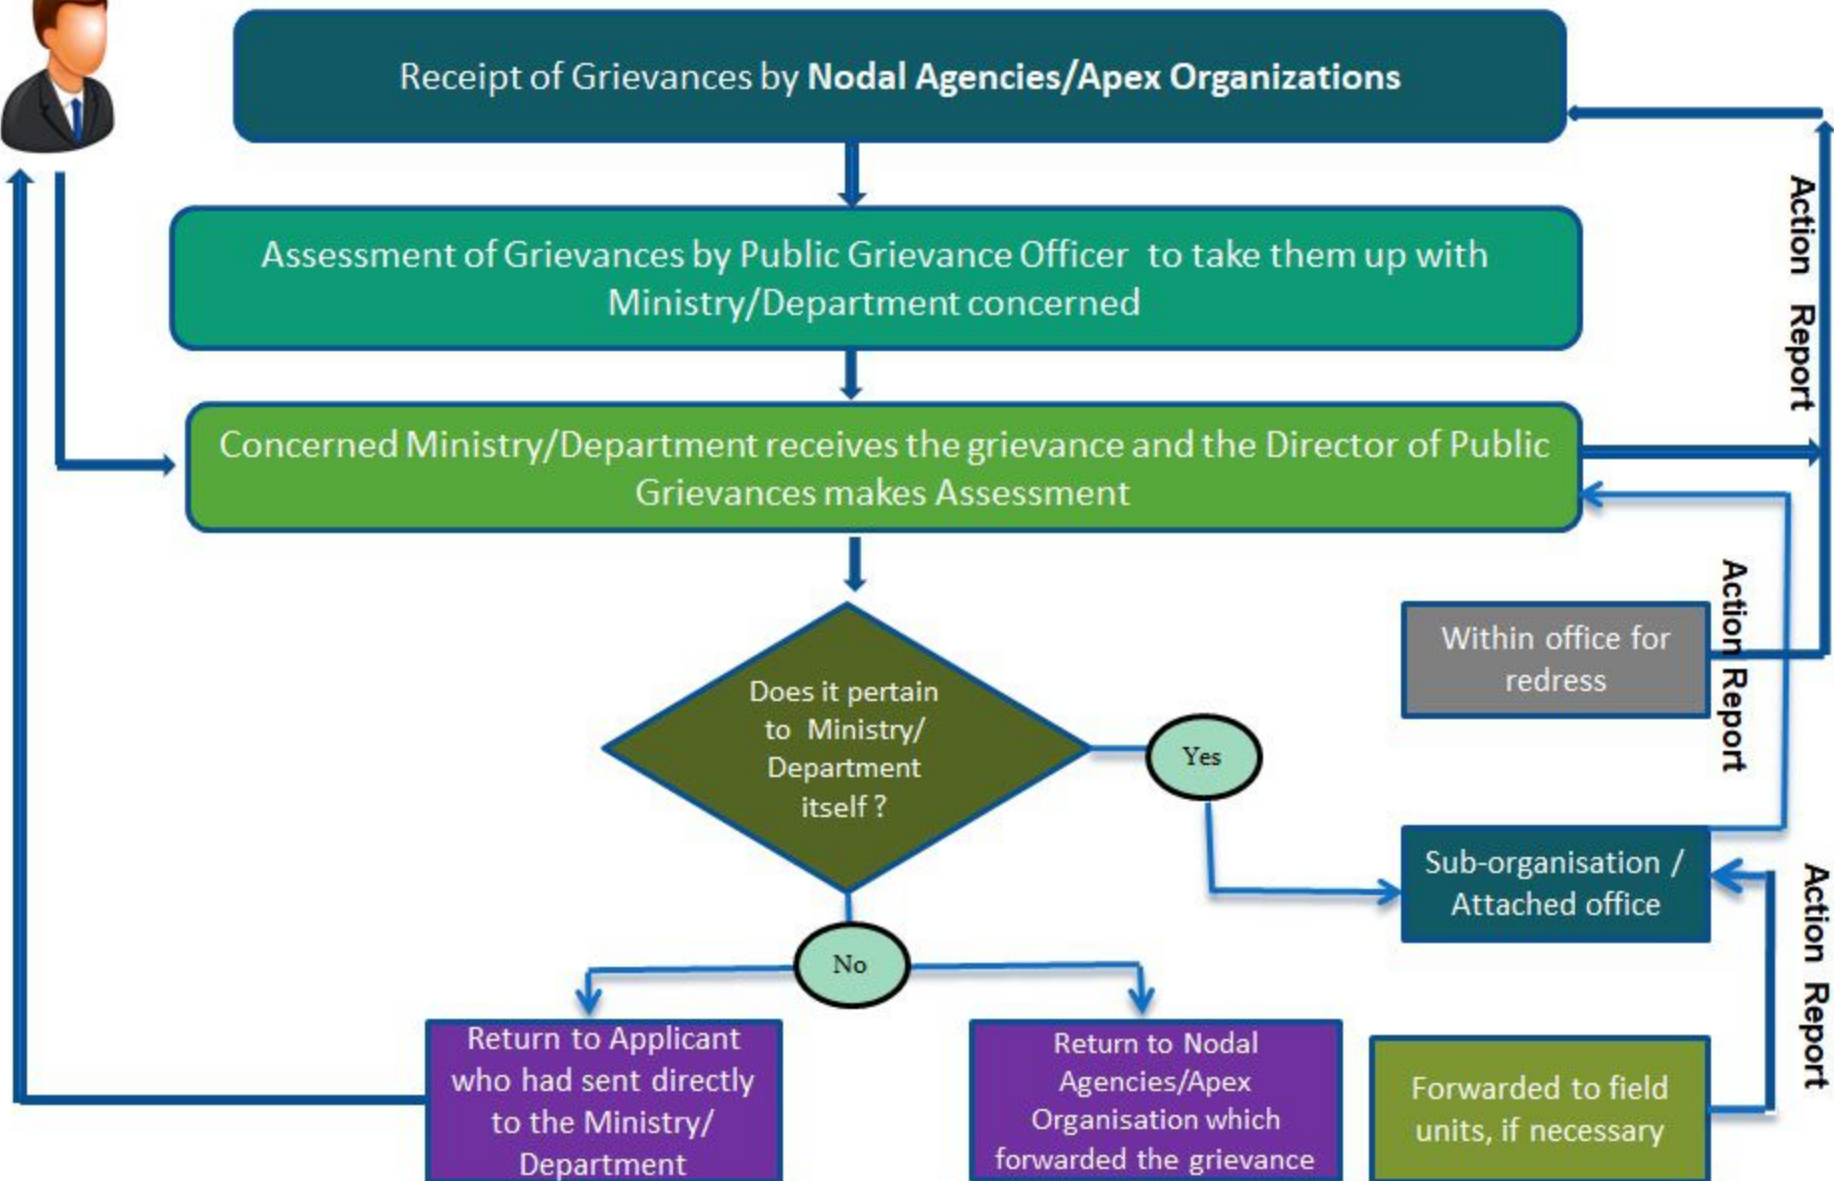 Receipt of Grievances by Nodal Agencies/Apex Organizations
Assessment of Grievances by Public Grievance Officer to take them up with
Ministry/Department concerned
Concerned Ministry/Department receives the grievance and the Director of Public
Grievances makes Assessment
Action Report
Does it pertain
to Ministry/
Department
itself ?
Yes
No
Within office for
redress
Action Report
Sub-organisation /
Attached office
Action Report
Return to Applicant
who had sent directly
to the Ministry/
Department
Return to Nodal
Agencies/Apex
Organisation which
forwarded the grievance
Forwarded to field
units, if necessary